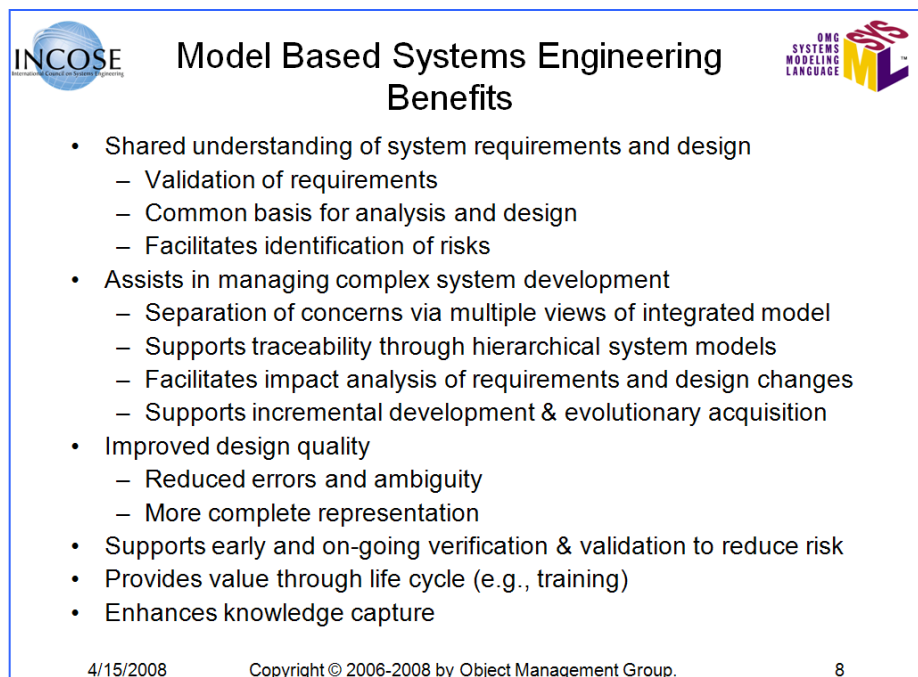 INCOSE
International Council on Systems Engineering
OMG
SYSTEMS
MODELING
LANGUAGE
SYS
ML™
Model Based Systems Engineering
Benefits
• Shared understanding of system requirements and design
– Validation of requirements
– Common basis for analysis and design
– Facilitates identification of risks
• Assists in managing complex system development
– Separation of concerns via multiple views of integrated model
– Supports traceability through hierarchical system models
– Facilitates impact analysis of requirements and design changes
– Supports incremental development & evolutionary acquisition
• Improved design quality
– Reduced errors and ambiguity
– More complete representation
• Supports early and on-going verification & validation to reduce risk
• Provides value through life cycle (e.g., training)
• Enhances knowledge capture
4/15/2008 Copyright © 2006-2008 by Object Management Group. 8